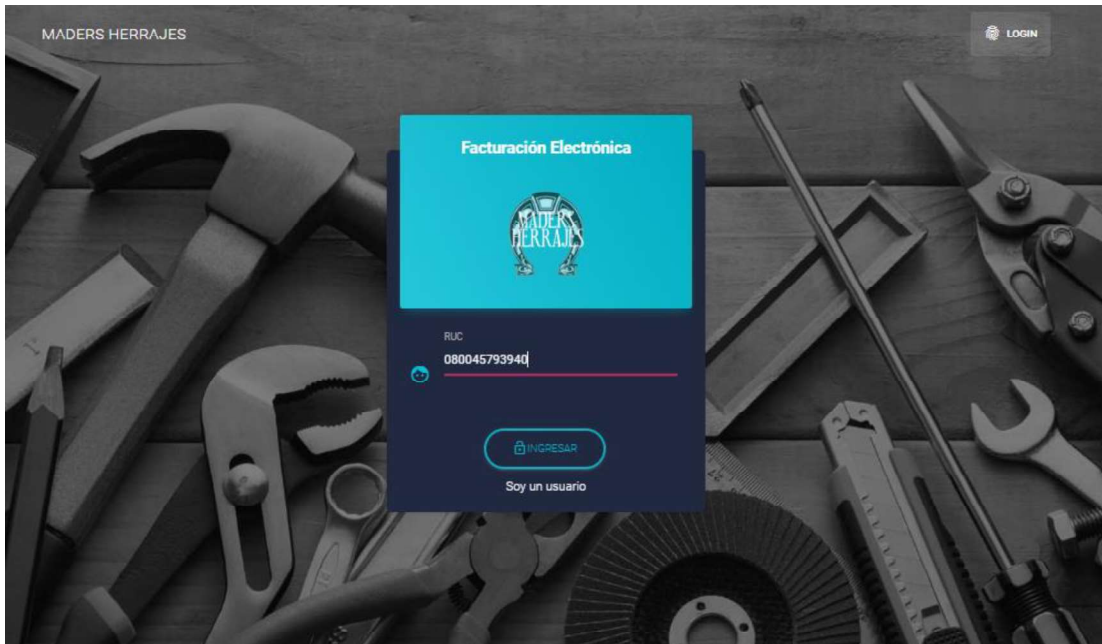 MADERS HERRAJES
LOGIN
Facturación Electrónica
MADERS
HERRAJES
RUC
080045793940
INGRESAR
Soy un usuario